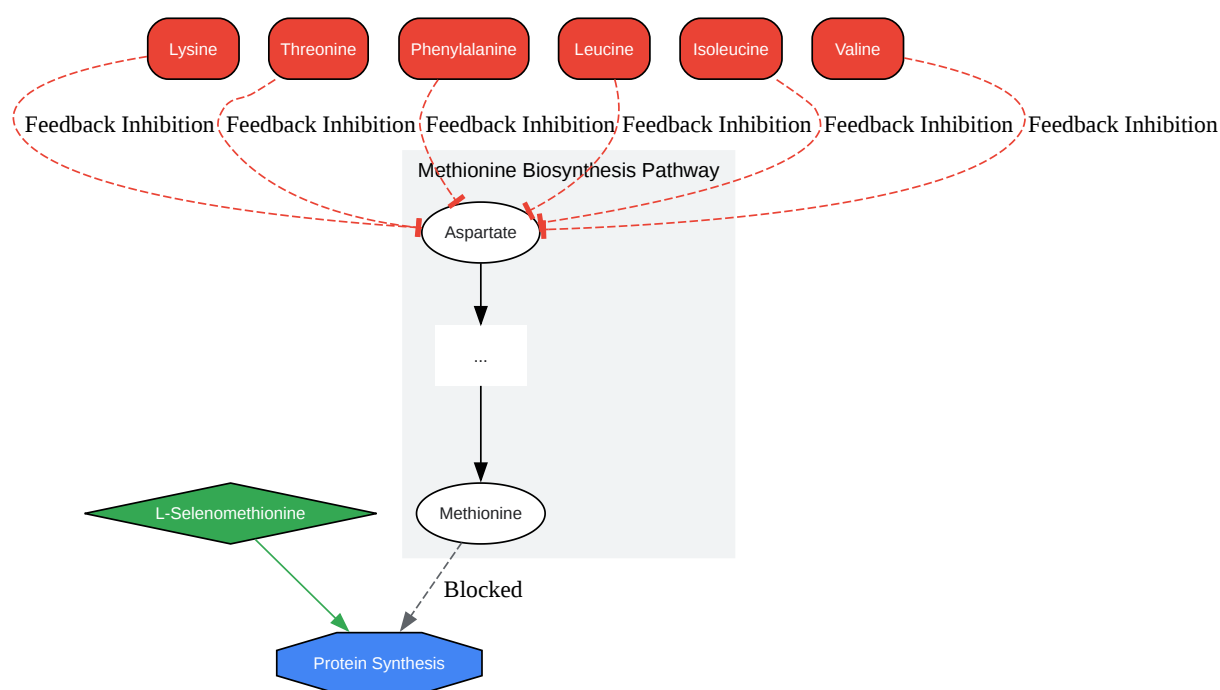 Lysine
Threonine
Phenylalanine
Leucine
Isoleucine
Valine
Feedback Inhibition
Feedback Inhibition
Feedback Inhibition
Feedback Inhibition
Feedback Inhibition
Feedback Inhibition
Methionine Biosynthesis Pathway
Aspartate
...
L-Selenomethionine
Methionine
Blocked
Protein Synthesis